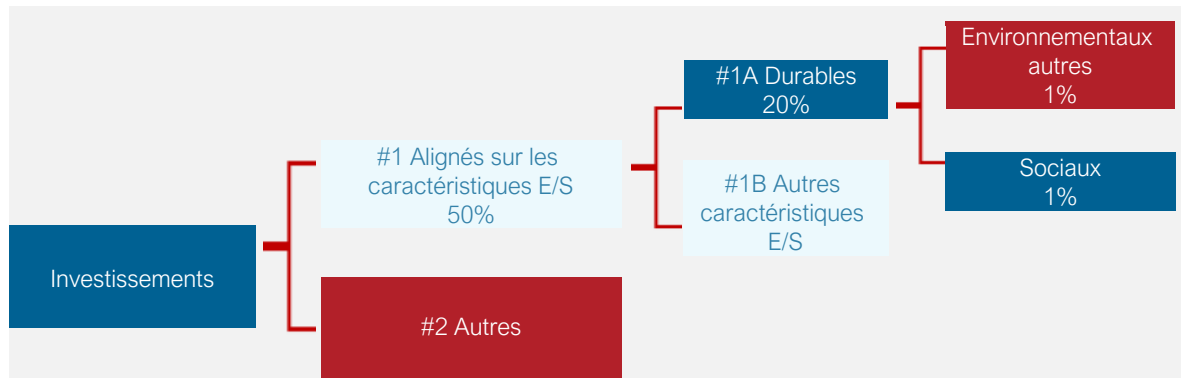 Investissements
#1 Alignés sur les
caractéristiques E/S
50%
#2 Autres
#1A Durables
20%
#1B Autres
caractéristiques
E/S
Environnementaux
autres
1%
Sociaux
1%